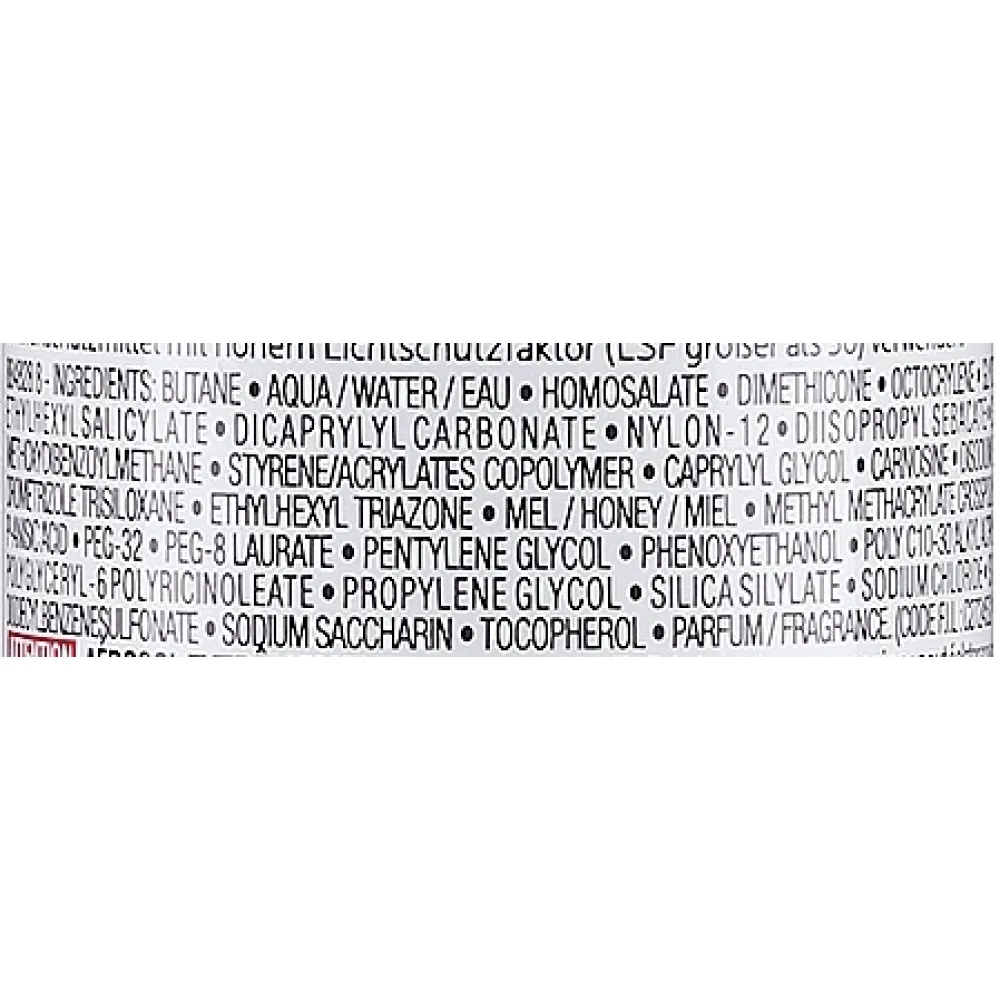 mit hohem Lichtschutzfaktor (LSF größer als 50)
INGREDIENTS: BUTANE • AQUA / WATER / EAU • HOMOSALATE • DIMETHICONE • OCTOCRYLENE •
ETHYLHEXYL SALICYLATE • DICAPRYLYL CARBONATE • NYLON-12 • DIISOPROPYL SEBACATE
METHOXYDIBENZOYLMETHANE • STYRENE/ACRYLATES COPOLYMER • CAPRYLYL GLYCOL • CARNOSINE •
DROMETRIZOLE TRISILOXANE • ETHYLHEXYL TRIAZONE • MEL / HONEY / MIEL • METHYL METHACRYLATE
• PEG-32 • PEG-8 LAURATE • PENTYLENE GLYCOL • PHENOXYETHANOL • POLY C10-30 ALKYL
POLYGLYCERYL-6 POLYRICINOLEATE • PROPYLENE GLYCOL • SILICA SILYLATE • SODIUM CHLORIDE •
DODECYLBENZENESULFONATE • SODIUM SACCHARIN • TOCOPHEROL • PARFUM / FRAGRANCE. (CODE F.I.L.